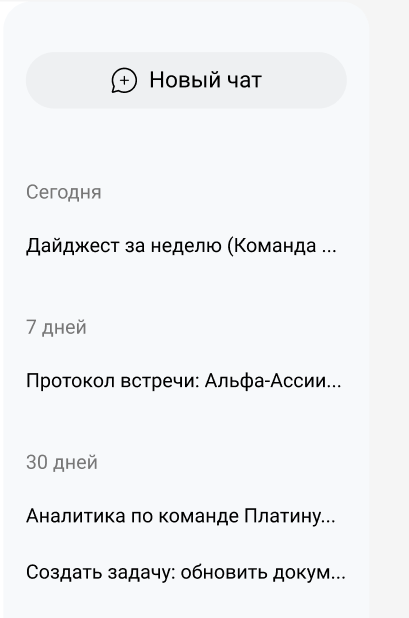 Новый чат
Сегодня
Дайджест за неделю (Команда ...
7 дней
Протокол встречи: Альфа-Ассии...
30 дней
Аналитика по команде Платину...
Создать задачу: обновить докум...